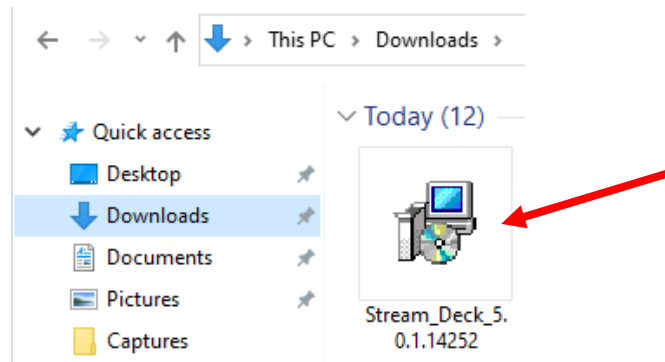 This PC > Downloads >
Quick access
Desktop
Downloads
Documents
Pictures
Captures
Today (12)
Stream_Deck_5.
0.1.14252